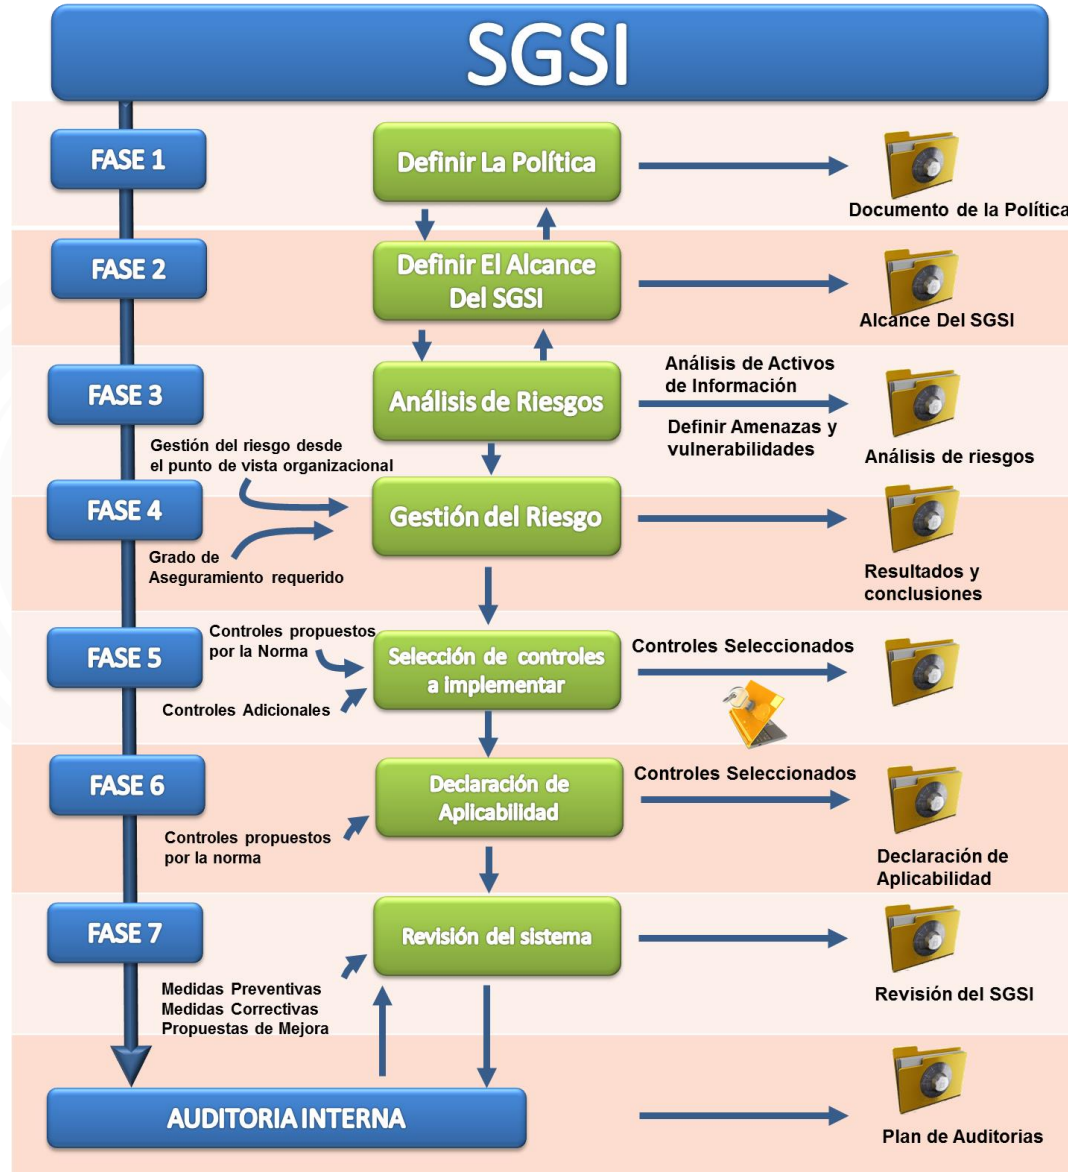 SGSI
FASE 1
Definir La Política
Documento de la Política
FASE 2
Definir El Alcance
Del SGSI
Alcance Del SGSI
FASE 3
Análisis de Riesgos
Análisis de Activos
de Información
Definir Amenazas y
vulnerabilidades
Análisis de riesgos
Gestión del riesgo desde
el punto de vista organizacional
FASE 4
Gestión del Riesgo
Grado de
Aseguramiento requerido
Resultados y
conclusiones
FASE 5
Controles propuestos
por la Norma
Controles Adicionales
Selección de controles
a implementar
Controles Seleccionados
FASE 6
Declaración de
Aplicabilidad
Controles Seleccionados
Controles propuestos
por la norma
Declaración de
Aplicabilidad
FASE 7
Revisión del sistema
Medidas Preventivas
Medidas Correctivas
Propuestas de Mejora
Revisión del SGSI
AUDITORIA INTERNA
Plan de Auditorias